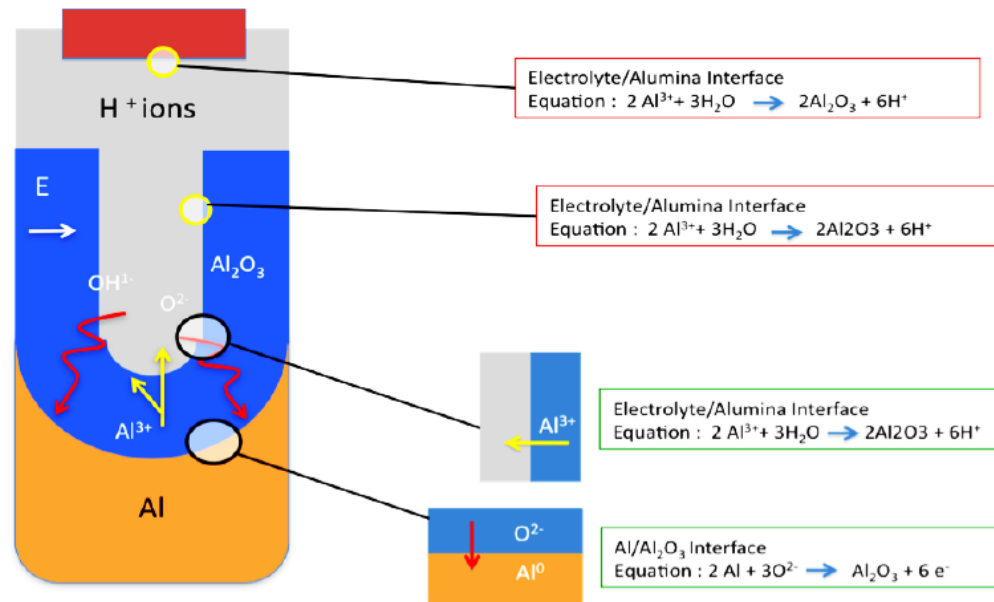 H⁺ ions
E
Al₂O₃
OH¹⁻
O²⁻
Al³⁺
Al
Electrolyte/Alumina Interface
Equation : 2 Al³⁺+ 3H₂O → 2Al₂O₃ + 6H⁺
Electrolyte/Alumina Interface
Equation : 2 Al³⁺+ 3H₂O → 2Al2O3 + 6H⁺
Al³⁺
Electrolyte/Alumina Interface
Equation : 2 Al³⁺+ 3H₂O → 2Al2O3 + 6H⁺
O²⁻
Al⁰
Al/Al₂O₃ Interface
Equation : 2 Al + 3O²⁻ → Al₂O₃ + 6 e⁻